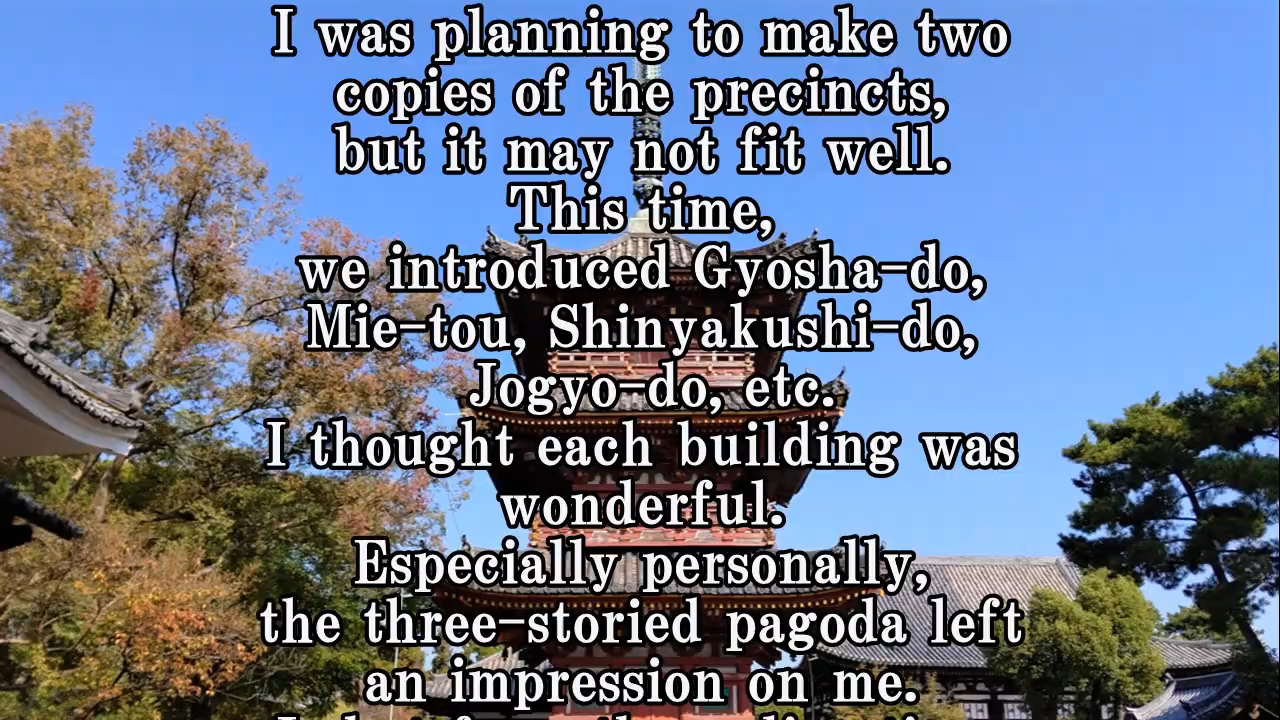 I was planning to make two
copies of the precincts,
but it may not fit well.
This time,
we introduced Gyosha-do,
Mie-tou, Shinyakushi-do,
Jogyo-do, etc.
I thought each building was
wonderful.
Especially personally,
the three-storied pagoda left
an impression on me.